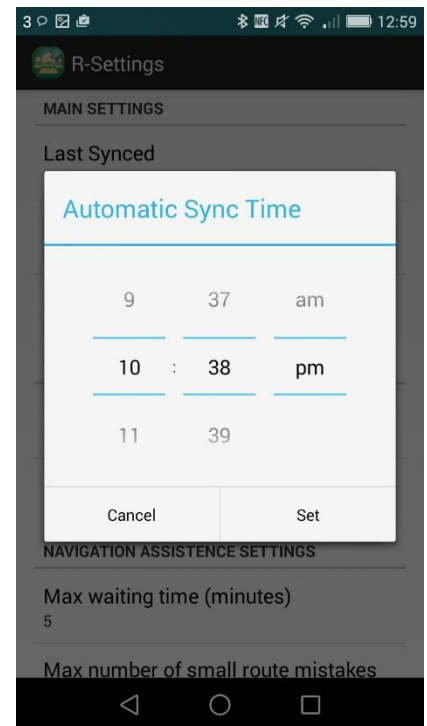 3 12:59
R-Settings
MAIN SETTINGS
Last Synced
Automatic Sync Time
9 37 am
10 : 38 pm
11 39
Cancel Set
NAVIGATION ASSISTENCE SETTINGS
Max waiting time (minutes)
5
Max number of small route mistakes